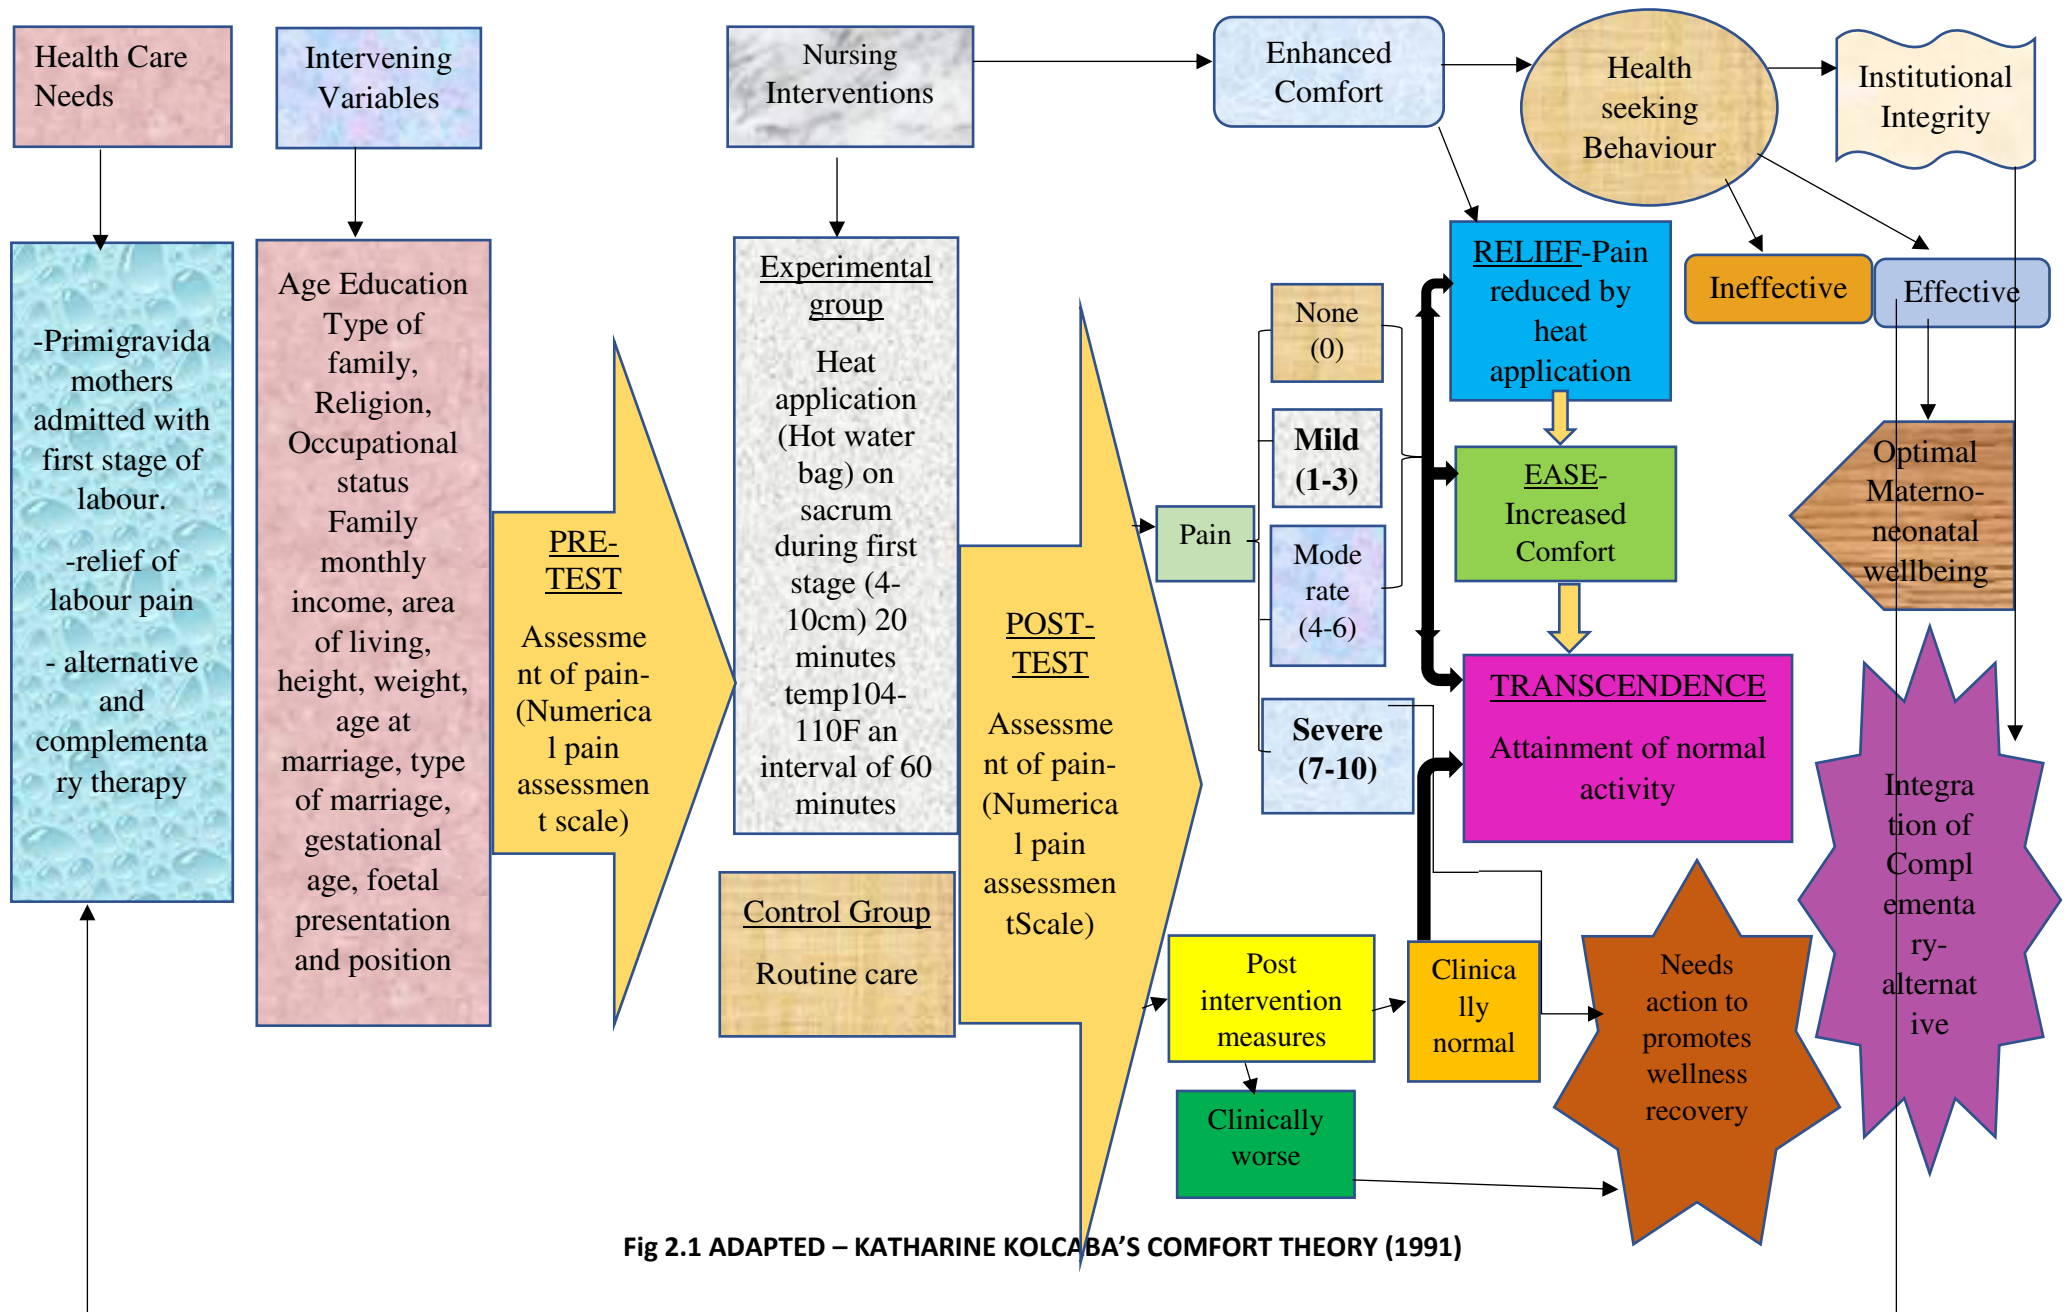 Health Care
Needs
Intervening
Variables
Nursing
Interventions
Enhanced
Comfort
Health
seeking
Behaviour
Institutional
Integrity
-Primigravida
mothers
admitted with
first stage of
labour.
-relief of
labour pain
- alternative
and
complementa
ry therapy
Age Education
Type of
family,
Religion,
Occupational
status
Family
monthly
income, area
of living,
height, weight,
age at
marriage, type
of marriage,
gestational
age, foetal
presentation
and position
PRE-
TEST
Assessme
nt of pain-
(Numerica
l pain
assessmen
t scale)
Experimental
group
Heat
application
(Hot water
bag) on
sacrum
during first
stage (4-
10cm) 20
minutes
temp104-
110F an
interval of 60
minutes
Control Group
Routine care
POST-
TEST
Assessme
nt of pain-
(Numerica
l pain
assessmen
tScale)
Pain
None
(0)
Mild
(1-3)
Mode
rate
(4-6)
Severe
(7-10)
RELIEF-Pain
reduced by
heat
application
EASE-
Increased
Comfort
TRANSCENDENCE
Attainment of normal
activity
Ineffective
Effective
Optimal
Materno-
neonatal
wellbeing
Integra
tion of
Compl
ementa
ry-
alternat
ive
Post
intervention
measures
Clinica
lly
normal
Clinically
worse
Needs
action to
promotes
wellness
recovery
Fig 2.1 ADAPTED – KATHARINE KOLCABA’S COMFORT THEORY (1991)